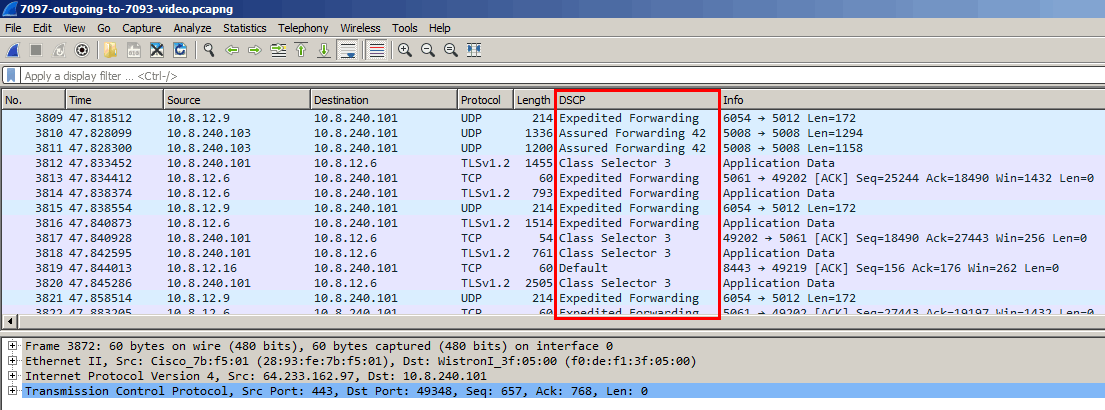 7097-outgoing-to-7093-video.pcapng
File Edit View Go Capture Analyze Statistics Telephony Wireless Tools Help
Apply a display filter ... <Ctrl-/>
No. Time Source Destination Protocol Length DSCP Info
3809 47.818512 10.8.12.9 10.8.240.101 UDP 214 Expedited Forwarding 6054 → 5012 Len=172
3810 47.828099 10.8.240.103 10.8.240.101 UDP 1336 Assured Forwarding 42 5008 → 5008 Len=1294
3811 47.828300 10.8.240.103 10.8.240.101 UDP 1200 Assured Forwarding 42 5008 → 5008 Len=1158
3812 47.833452 10.8.240.101 10.8.12.6 TLSv1.2 1455 Class Selector 3 Application Data
3813 47.834412 10.8.12.6 10.8.240.101 TCP 60 Expedited Forwarding 5061 → 49202 [ACK] Seq=25244 Ack=18490 Win=1432 Len=0
3814 47.838374 10.8.12.6 10.8.240.101 TLSv1.2 793 Expedited Forwarding Application Data
3815 47.838554 10.8.12.9 10.8.240.101 UDP 214 Expedited Forwarding 6054 → 5012 Len=172
3816 47.840873 10.8.12.6 10.8.240.101 TLSv1.2 1514 Expedited Forwarding Application Data
3817 47.840928 10.8.240.101 10.8.12.6 TCP 54 Class Selector 3 49202 → 5061 [ACK] Seq=18490 Ack=27443 Win=256 Len=0
3818 47.842595 10.8.240.101 10.8.12.6 TLSv1.2 761 Class Selector 3 Application Data
3819 47.844013 10.8.12.16 10.8.240.101 TCP 60 Default 8443 → 49219 [ACK] Seq=156 Ack=176 Win=262 Len=0
3820 47.845286 10.8.240.101 10.8.12.6 TLSv1.2 2505 Class Selector 3 Application Data
3821 47.858514 10.8.12.9 10.8.240.101 UDP 214 Expedited Forwarding 6054 → 5012 Len=172
3822 47.883205 10.8.12.6 10.8.240.101 TCP 60 Expedited Forwarding 5061 → 49202 [ACK] Seq=27443 Ack=19197 Win=1432 Len=0
Frame 3872: 60 bytes on wire (480 bits), 60 bytes captured (480 bits) on interface 0
Ethernet II, Src: Cisco_7b:f5:01 (28:93:fe:7b:f5:01), Dst: WistronI_3f:05:00 (f0:de:f1:3f:05:00)
Internet Protocol Version 4, Src: 64.233.162.97, Dst: 10.8.240.101
Transmission Control Protocol, Src Port: 443, Dst Port: 49348, Seq: 657, Ack: 768, Len: 0